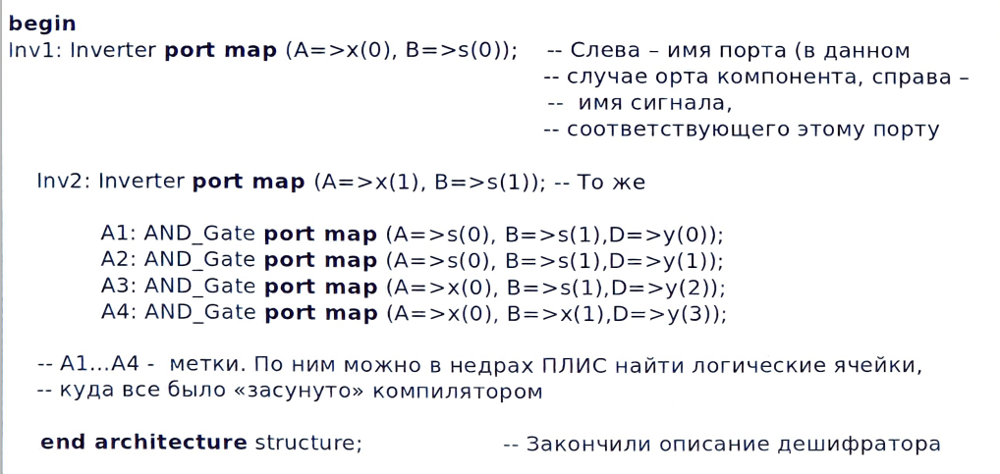 begin
Inv1: Inverter port map (A=>x(0), B=>s(0)); -- Слева – имя порта (в данном
-- случае орта компонента, справа –
-- имя сигнала,
-- соответствующего этому порту
Inv2: Inverter port map (A=>x(1), B=>s(1)); -- То же
A1: AND_Gate port map (A=>s(0), B=>s(1),D=>y(0));
A2: AND_Gate port map (A=>s(0), B=>s(1),D=>y(1));
A3: AND_Gate port map (A=>x(0), B=>s(1),D=>y(2));
A4: AND_Gate port map (A=>x(0), B=>x(1),D=>y(3));
-- A1...A4 - метки. По ним можно в недрах ПЛИС найти логические ячейки,
-- куда все было «засунуто» компилятором
end architecture structure; -- Закончили описание дешифратора